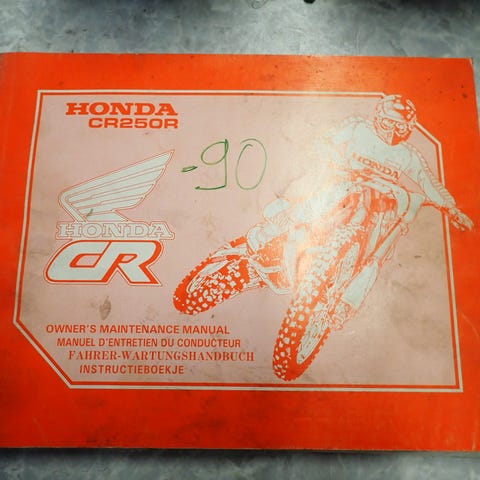 HONDA
CR250R
-90
HONDA
HONDA
CR
OWNER'S MAINTENANCE MANUAL
MANUEL D'ENTRETIEN DU CONDUCTEUR
FAHRER-WARTUNGSHANDBUCH
INSTRUCTIEBOEKJE